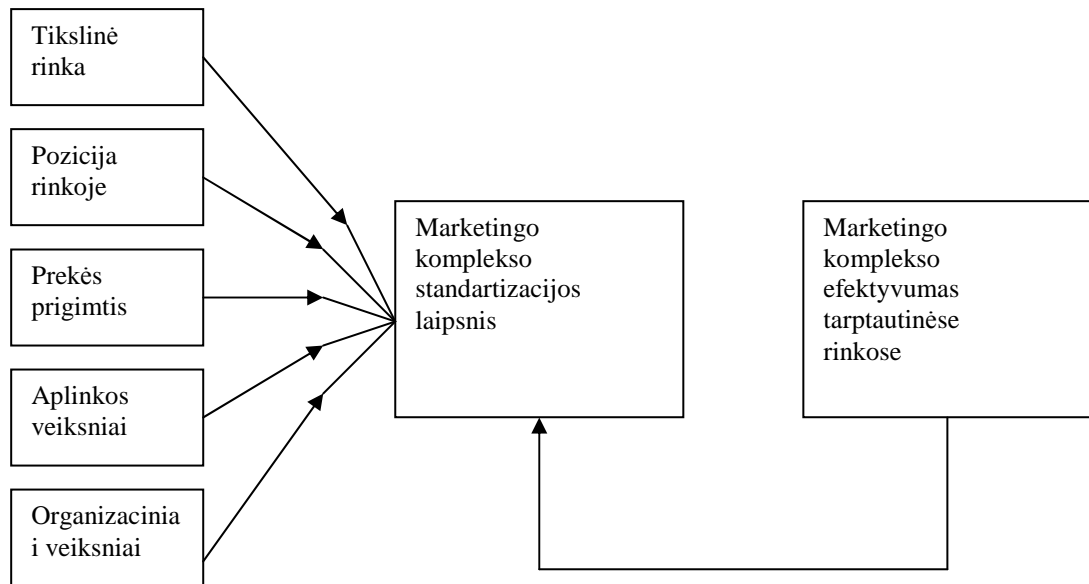 Tikslinė
rinka
Pozicija
rinkoje
Prekės
prigimtis
Aplinkos
veiksniai
Organizacinia
i veiksniai
Marketingo
komplekso
standartizacijos
laipsnis
Marketingo
komplekso
efektyvumas
tarptautinėse
rinkose